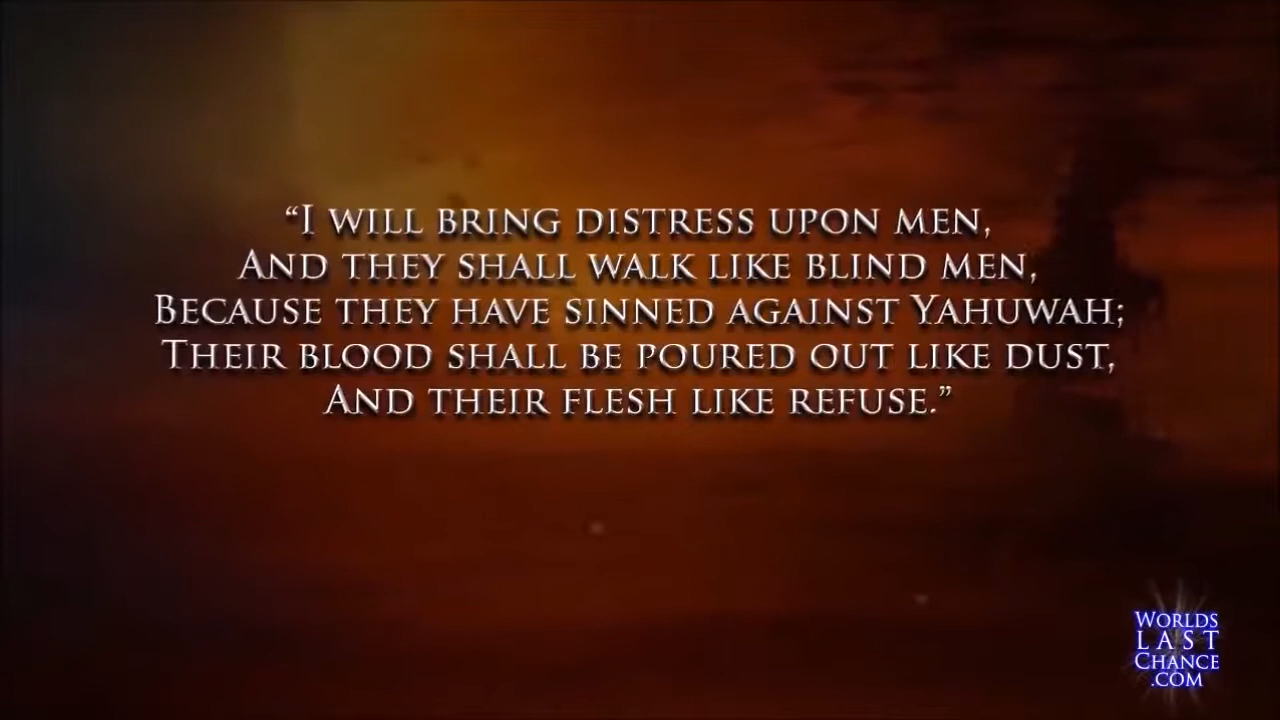 “I will bring distress upon men,
And they shall walk like blind men,
Because they have sinned against Yahuwah;
Their blood shall be poured out like dust,
And their flesh like refuse.”
Worlds
Last
Chance
.com